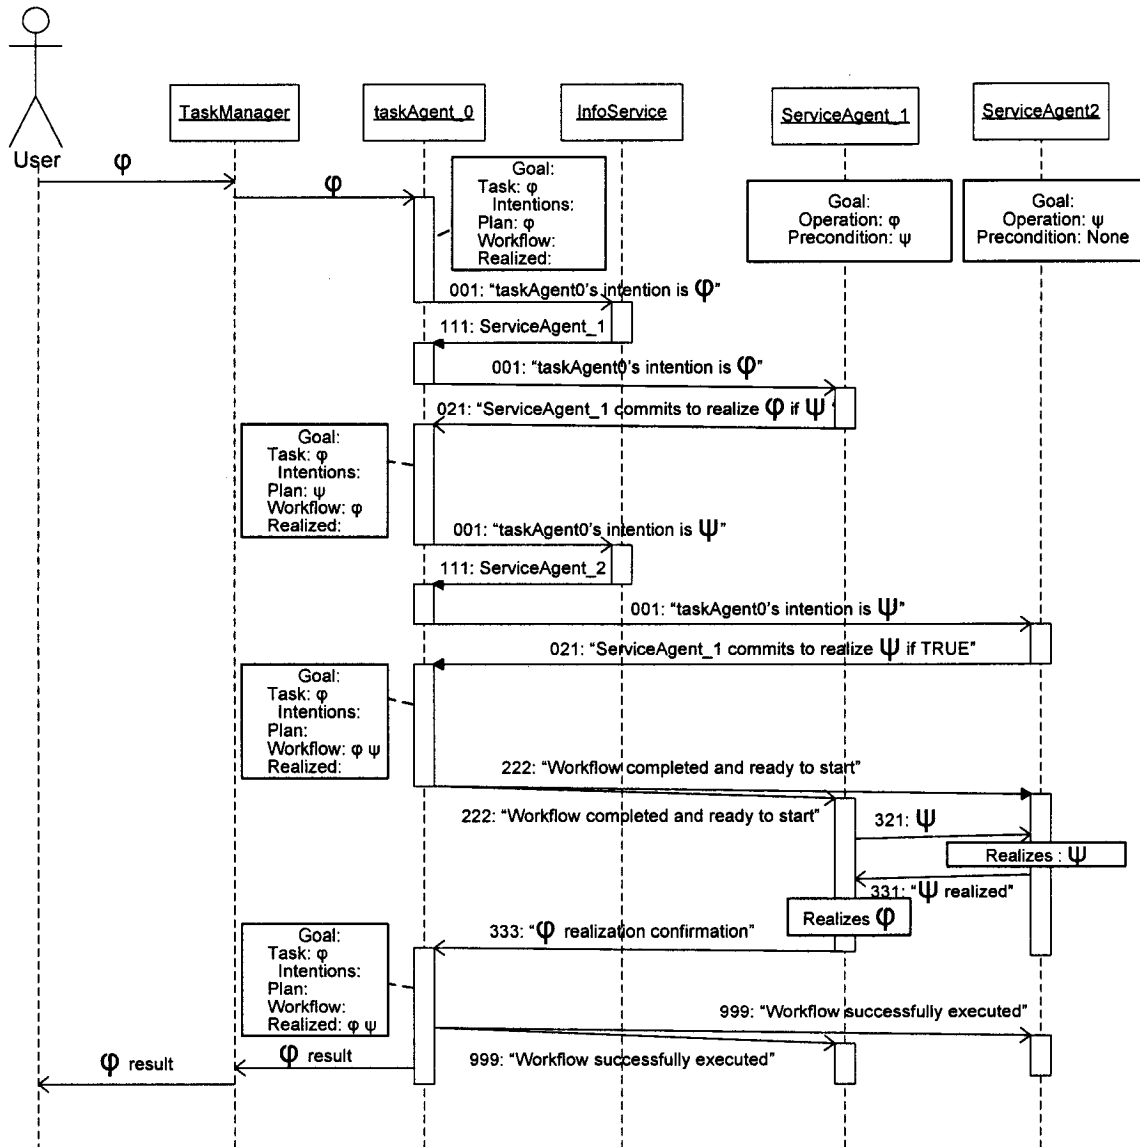 User
TaskManager
taskAgent_0
InfoService
ServiceAgent_1
ServiceAgent2
φ
φ
Goal:
Task: φ
Intentions:
Plan: φ
Workflow:
Realized:
Goal:
Operation: φ
Precondition: ψ
Goal:
Operation: ψ
Precondition: None
001: “taskAgent0’s intention is φ”
111: ServiceAgent_1
001: “taskAgent0’s intention is φ”
021: “ServiceAgent_1 commits to realize φ if ψ
Goal:
Task: φ
Intentions:
Plan: ψ
Workflow: φ
Realized:
001: “taskAgent0’s intention is ψ”
111: ServiceAgent_2
001: “taskAgent0’s intention is ψ”
021: “ServiceAgent_1 commits to realize ψ if TRUE”
Goal:
Task: φ
Intentions:
Plan:
Workflow: φ ψ
Realized:
222: “Workflow completed and ready to start”
222: “Workflow completed and ready to start”
321: ψ
Realizes : ψ
331: “ψ realized”
Realizes φ
333: “φ realization confirmation”
Goal:
Task: φ
Intentions:
Plan:
Workflow:
Realized: φ ψ
999: “Workflow successfully executed”
999: “Workflow successfully executed”
φ result
φ result